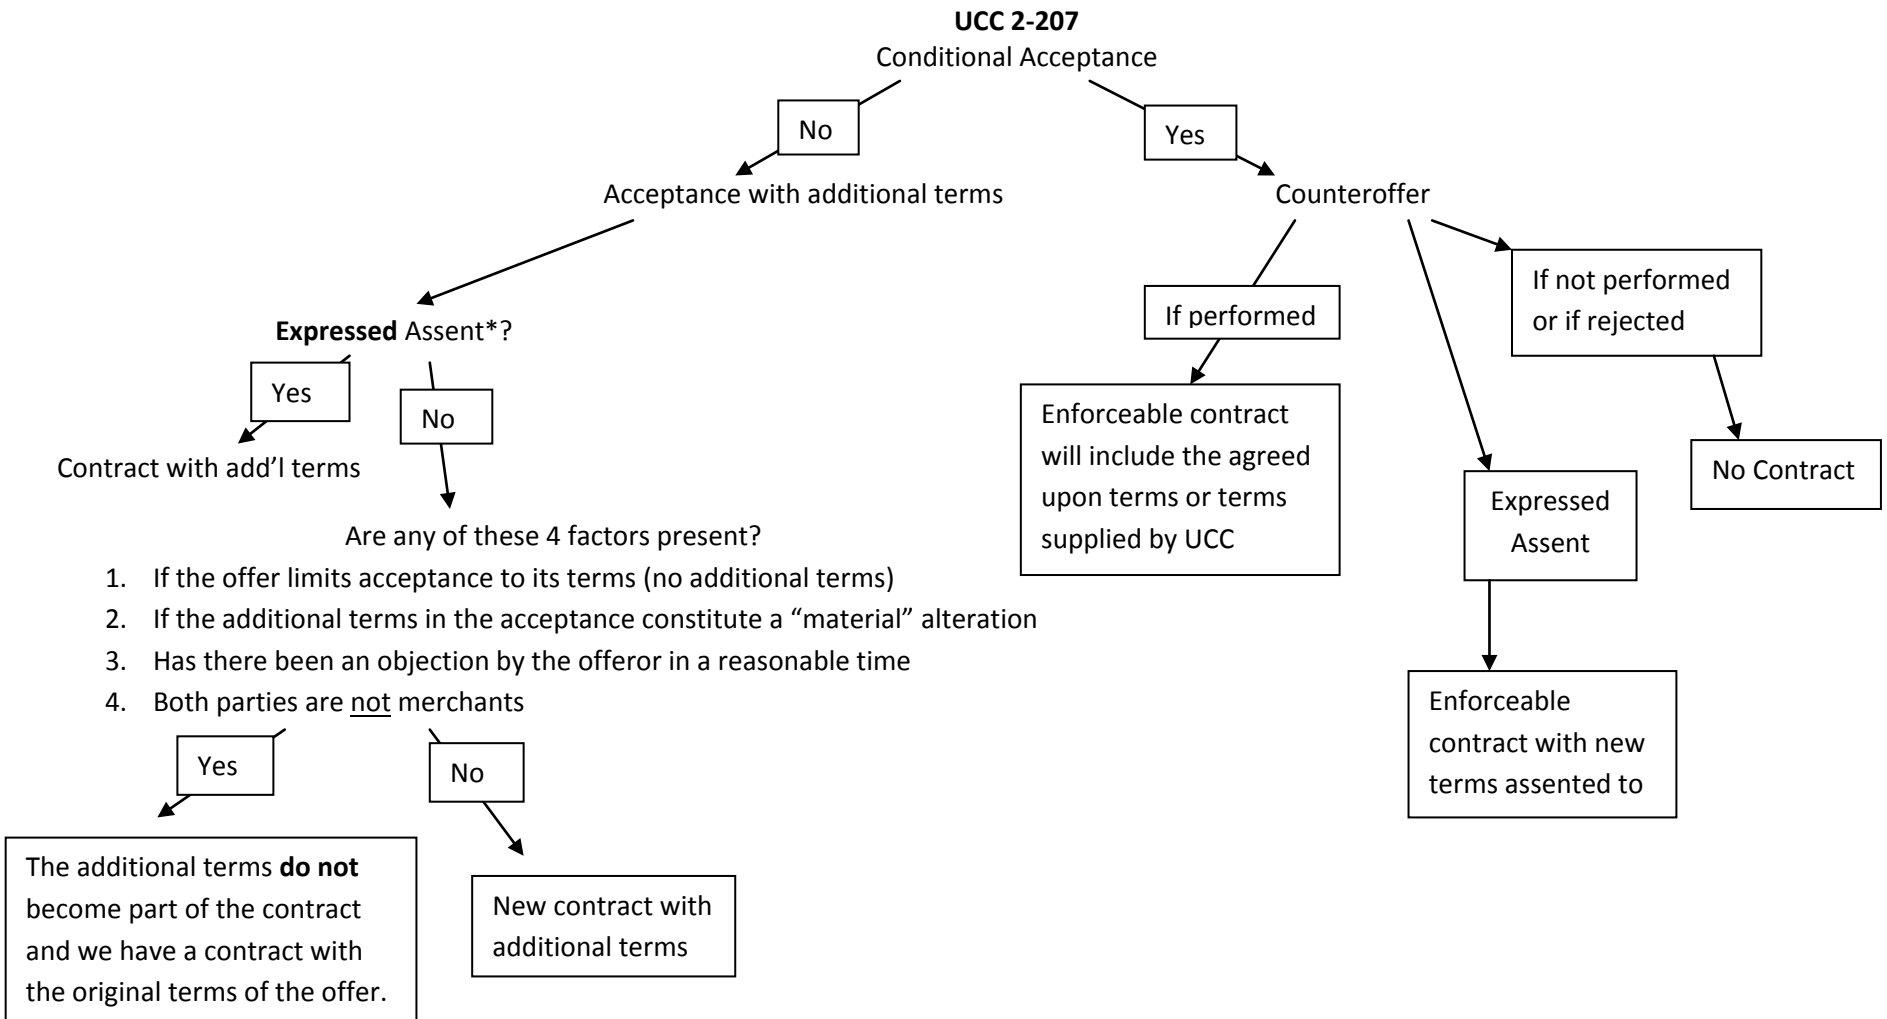 UCC 2-207
Conditional Acceptance
No
Yes
Acceptance with additional terms
Counteroffer
Expressed Assent*?
Yes
No
Contract with add’l terms
Are any of these 4 factors present?
1. If the offer limits acceptance to its terms (no additional terms)
2. If the additional terms in the acceptance constitute a “material” alteration
3. Has there been an objection by the offeror in a reasonable time
4. Both parties are not merchants
Yes
No
The additional terms do not
become part of the contract
and we have a contract with
the original terms of the offer.
New contract with
additional terms
If performed
Enforceable contract
will include the agreed
upon terms or terms
supplied by UCC
Expressed
Assent
Enforceable
contract with new
terms assented to
If not performed
or if rejected
No Contract